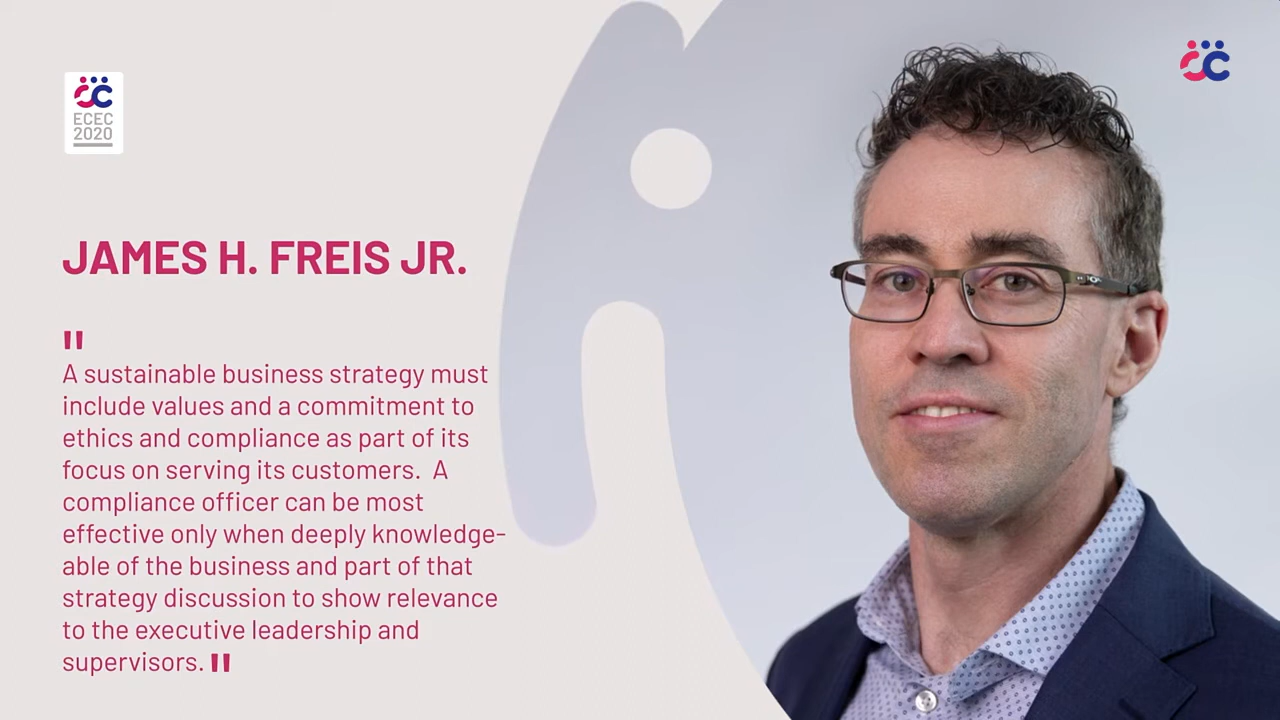 ECEC
2020
JAMES H. FREIS JR.
"
A sustainable business strategy must
include values and a commitment to
ethics and compliance as part of its
focus on serving its customers.  A
compliance officer can be most
effective only when deeply knowledge-
able of the business and part of that
strategy discussion to show relevance
to the executive leadership and
supervisors. "